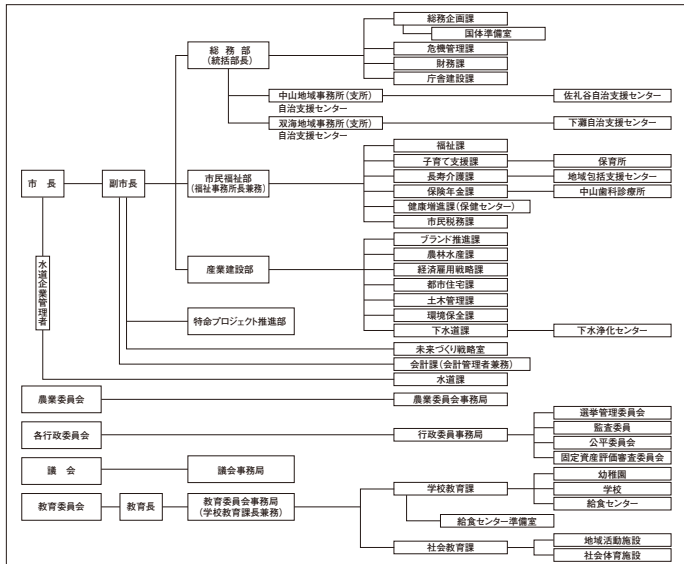 総務企画課
国体準備室
総務部
(統括部長)
危機管理課
財務課
庁舎建設課
中山地域事務所(支所)
自治支援センター
佐礼谷自治支援センター
双海地域事務所(支所)
自治支援センター
下灘自治支援センター
福祉課
子育て支援課
保育所
市長
副市長
市民福祉部
(福祉事務所長兼務)
長寿介護課
地域包括支援センター
保険年金課
中山歯科診療所
健康増進課(保健センター)
市民税務課
ブランド推進課
農林水産課
産業建設部
経済雇用戦略課
都市住宅課
土木管理課
環境保全課
下水道課
下水浄化センター
水道企業管理者
特命プロジェクト推進部
未来づくり戦略室
会計課(会計管理者兼務)
水道課
農業委員会
農業委員会事務局
各行政委員会
行政委員事務局
選挙管理委員会
監査委員
公平委員会
固定資産評価審査委員会
議会
議会事務局
教育委員会
教育長
教育委員会事務局
(学校教育課長兼務)
学校教育課
幼稚園
学校
給食センター
給食センター準備室
社会教育課
地域活動施設
社会体育施設